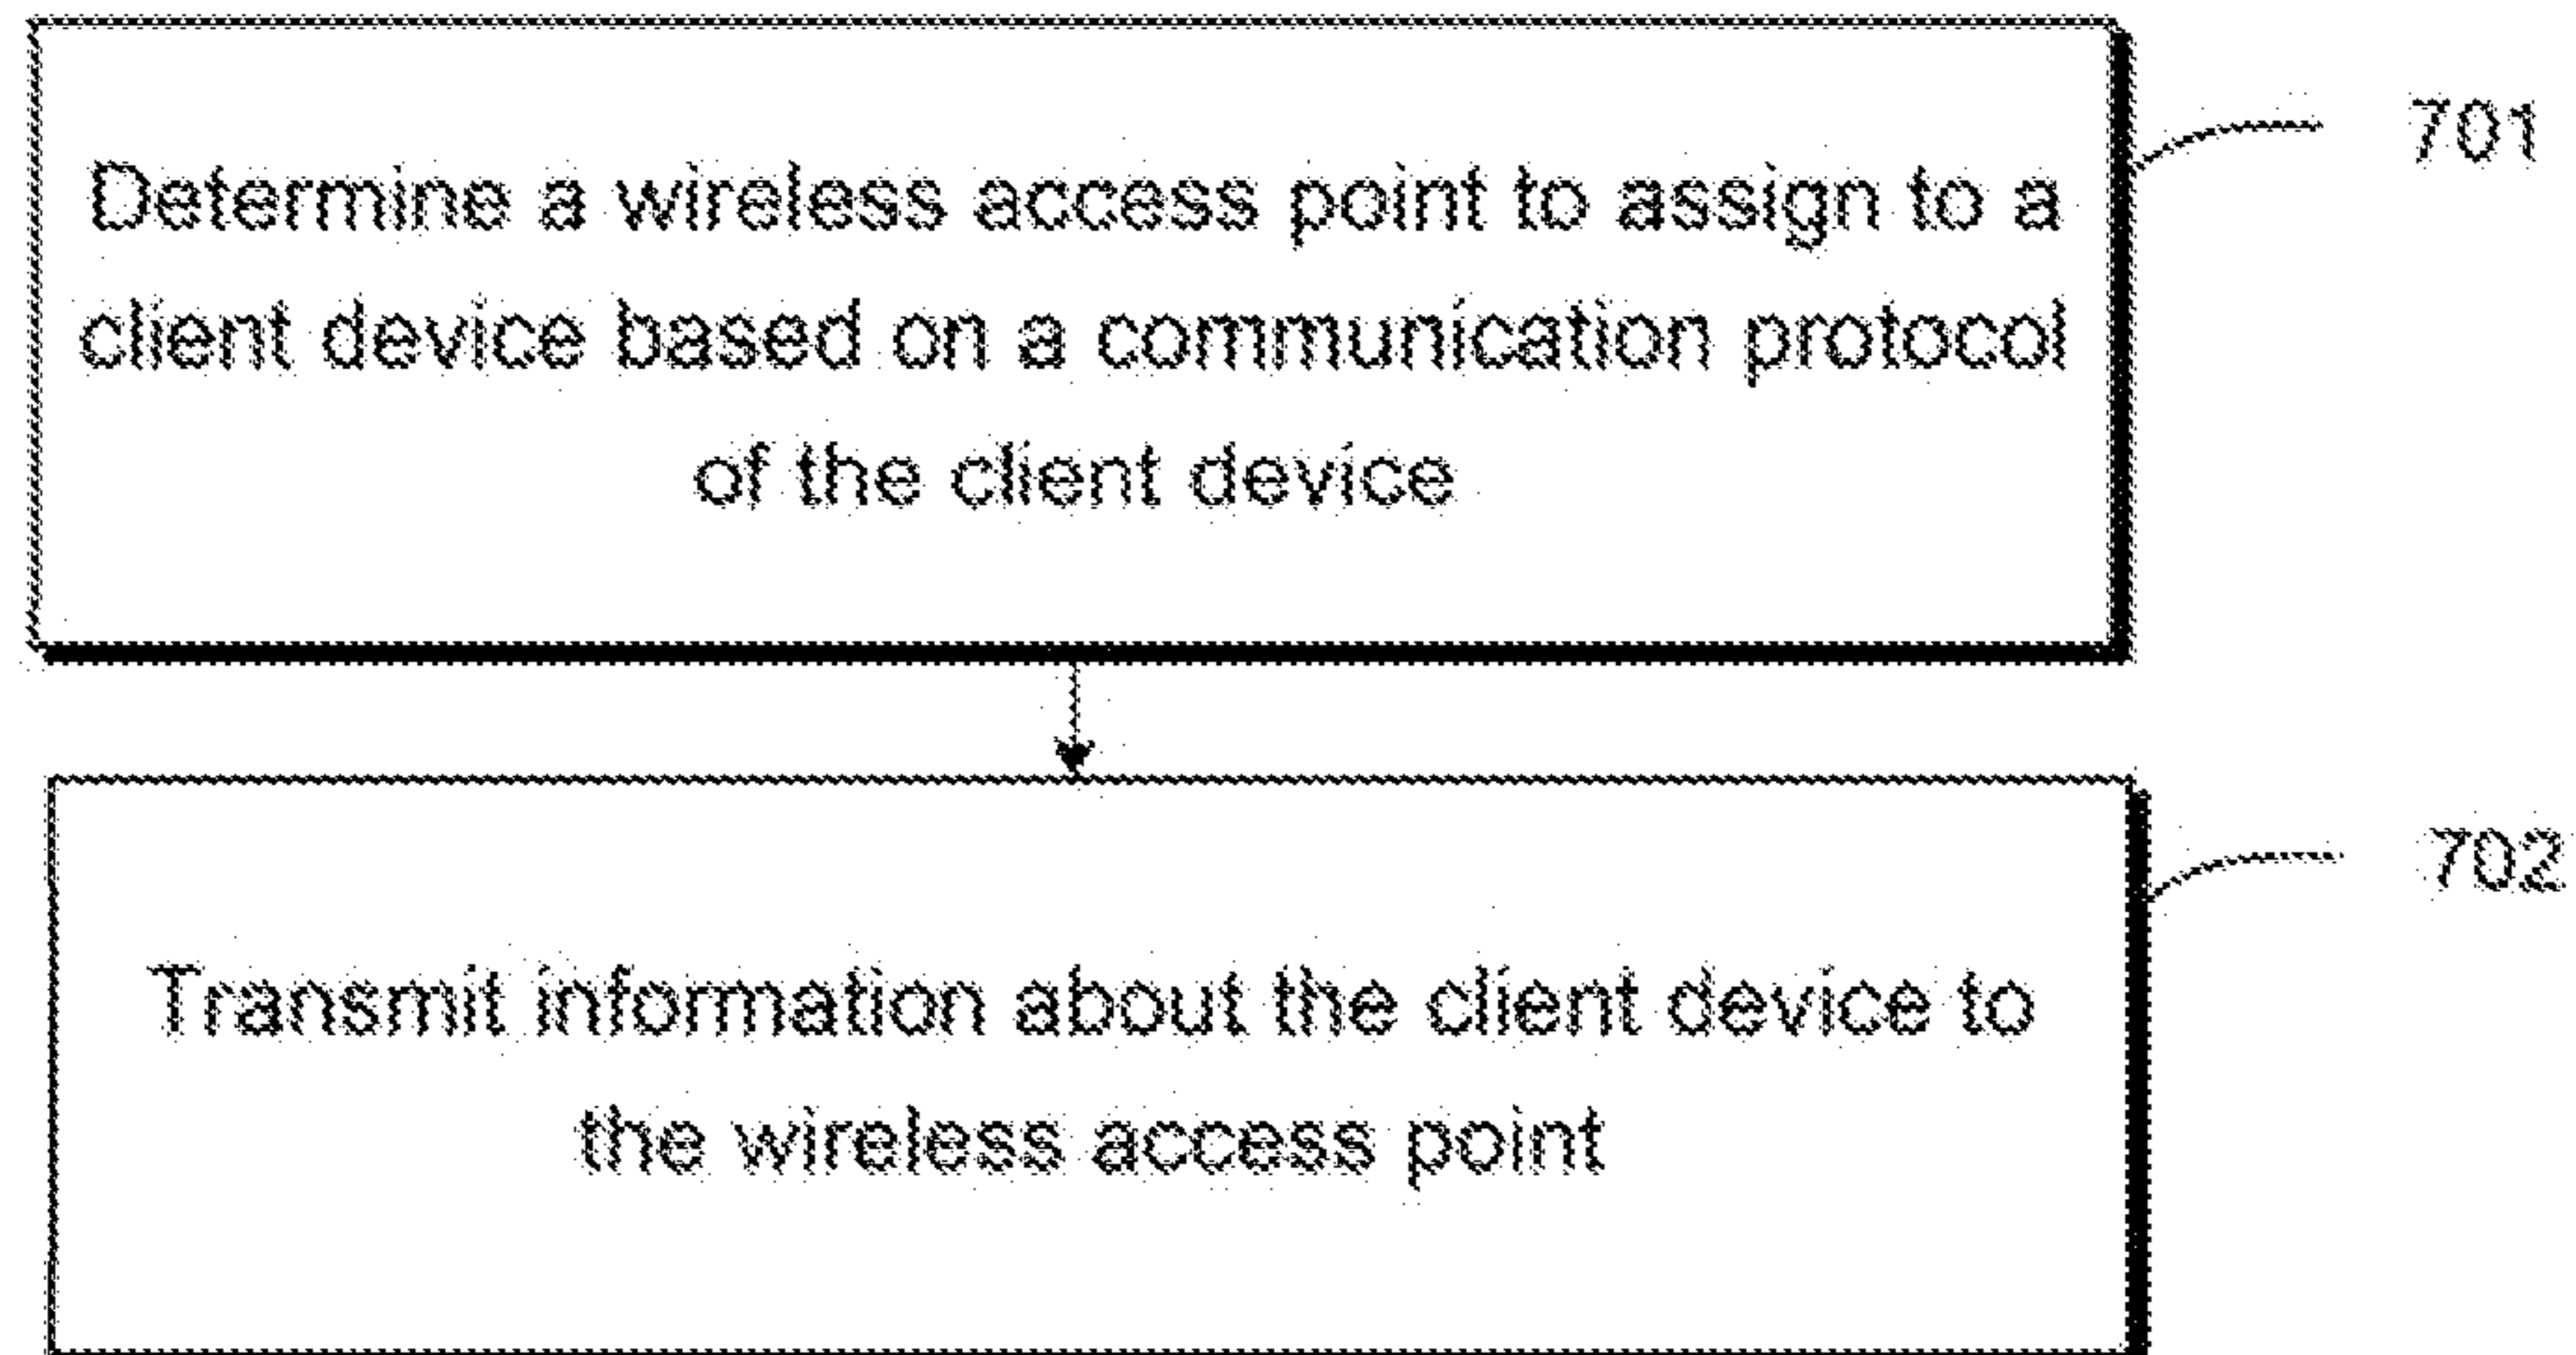 Determine a wireless access point to assign to a
client device based on a communication protocol
of the client device
701
Transmit information about the client device to
the wireless access point
702